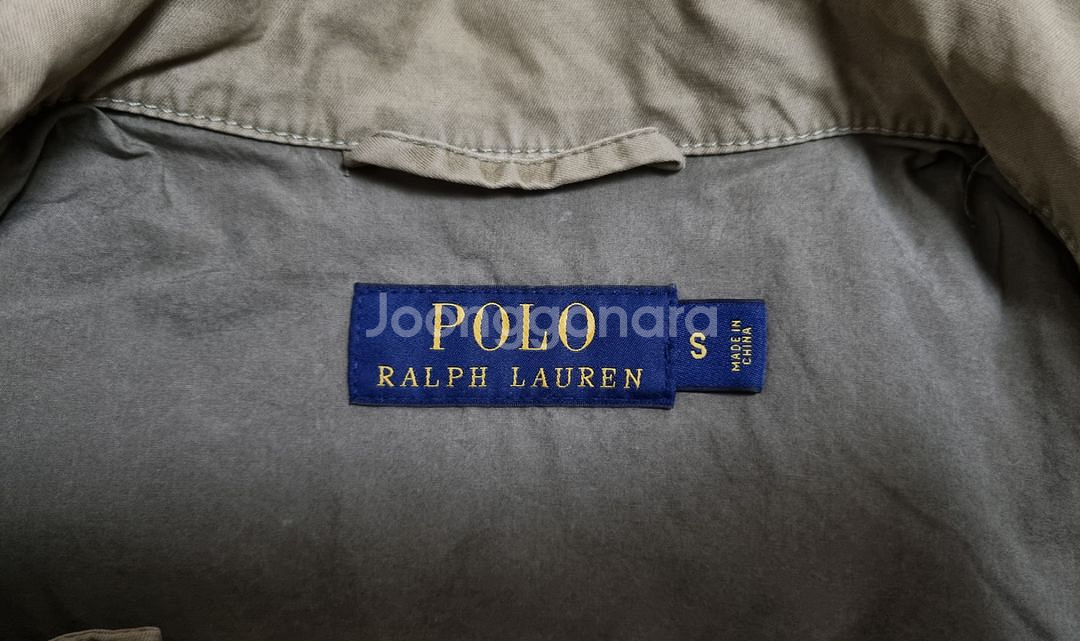 Joonggonara
POLO
RALPH LAUREN
S
MADE IN
CHINA